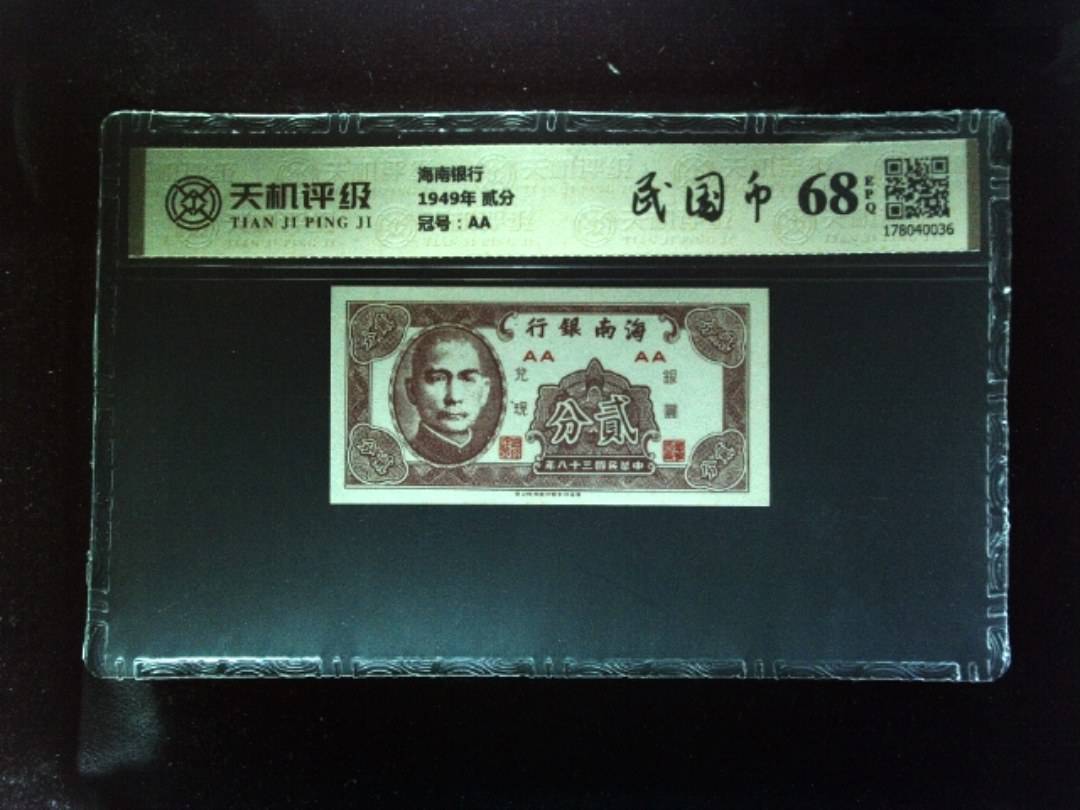 天机评级
TIAN JI PING JI
海南银行
1949年 贰分
冠号：AA
民国币 68 EPQ
178040036
行銀南海
AA AA
兌現
銀圓
分貳
年八十三國民華中